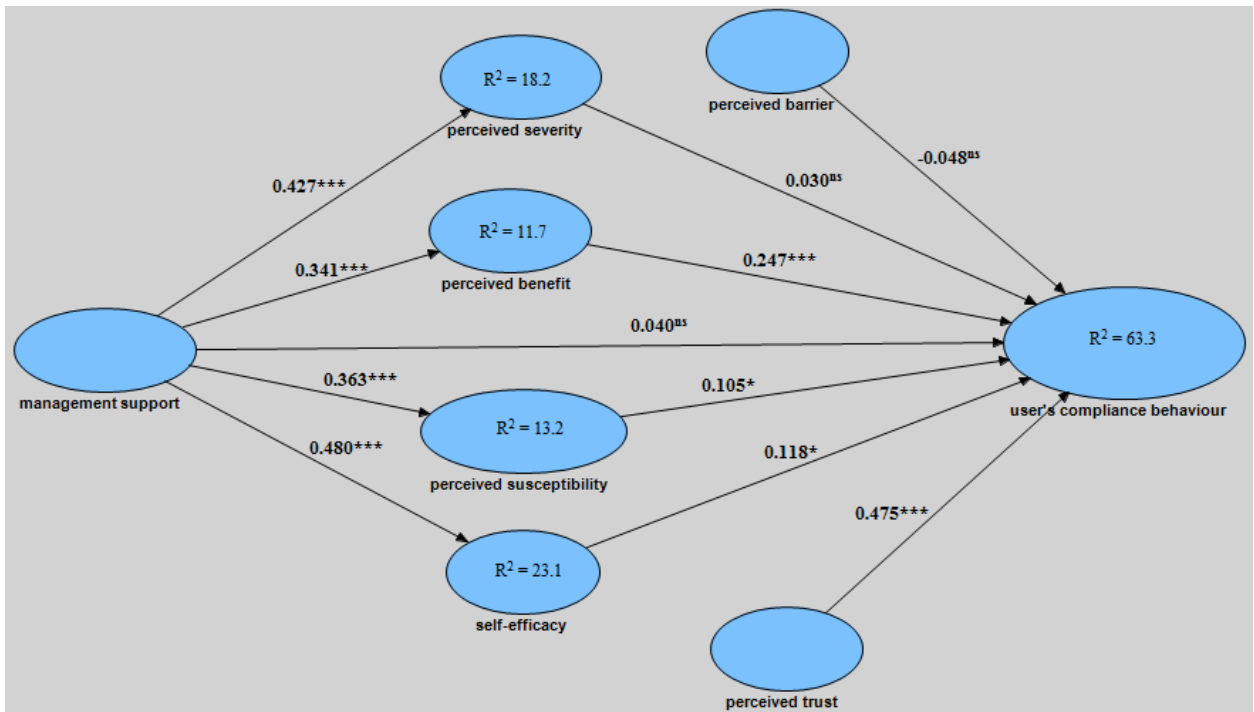 R² = 18.2
perceived severity
perceived barrier
0.427***
0.030ⁿˢ
-0.048ⁿˢ
R² = 11.7
perceived benefit
0.341***
0.247***
management support
0.040ⁿˢ
R² = 63.3
user's compliance behaviour
0.363***
R² = 13.2
perceived susceptibility
0.105*
0.480***
0.118*
R² = 23.1
self-efficacy
0.475***
perceived trust